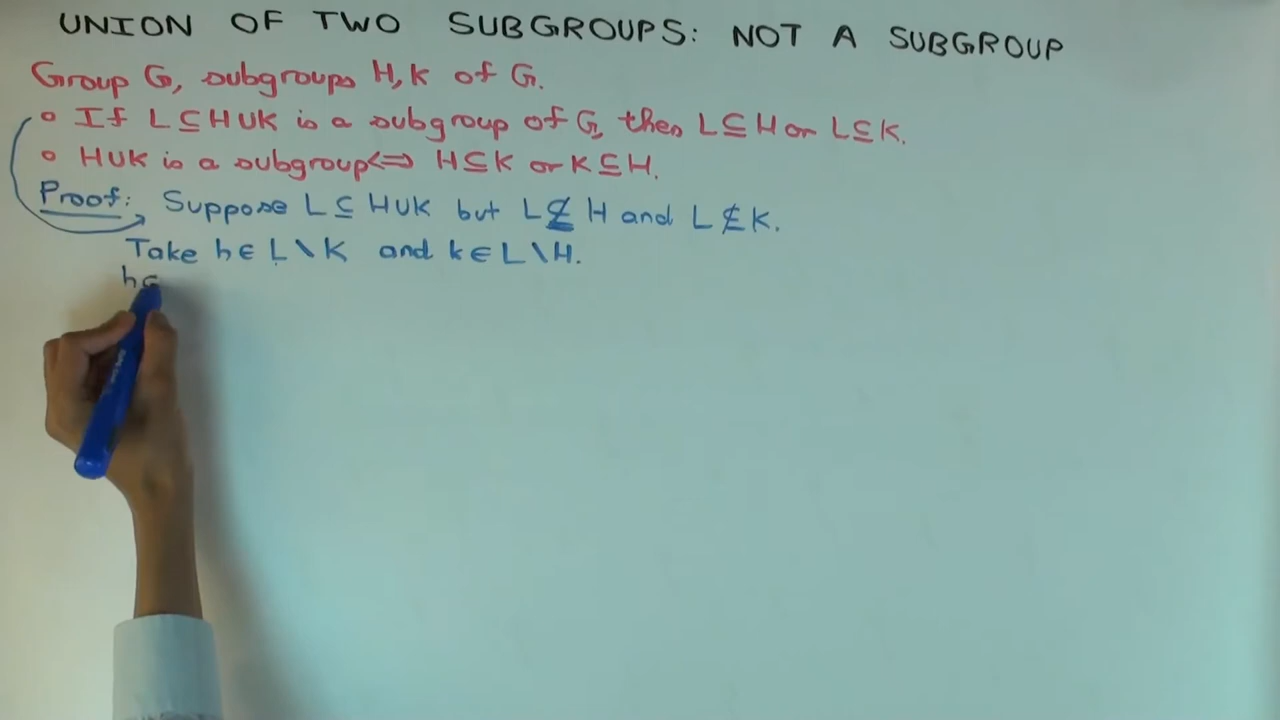 UNION OF TWO SUBGROUPS: NOT A SUBGROUP
Group G, subgroups H, K of G.
• If L ⊆ H ∪ K is a subgroup of G, then L ⊆ H or L ⊆ K.
• H ∪ K is a subgroup ⟺ H ⊆ K or K ⊆ H.
Proof: Suppose L ⊆ H ∪ K but L ⊈ H and L ⊈ K.
Take h ∈ L \ K and k ∈ L \ H.
h ∈